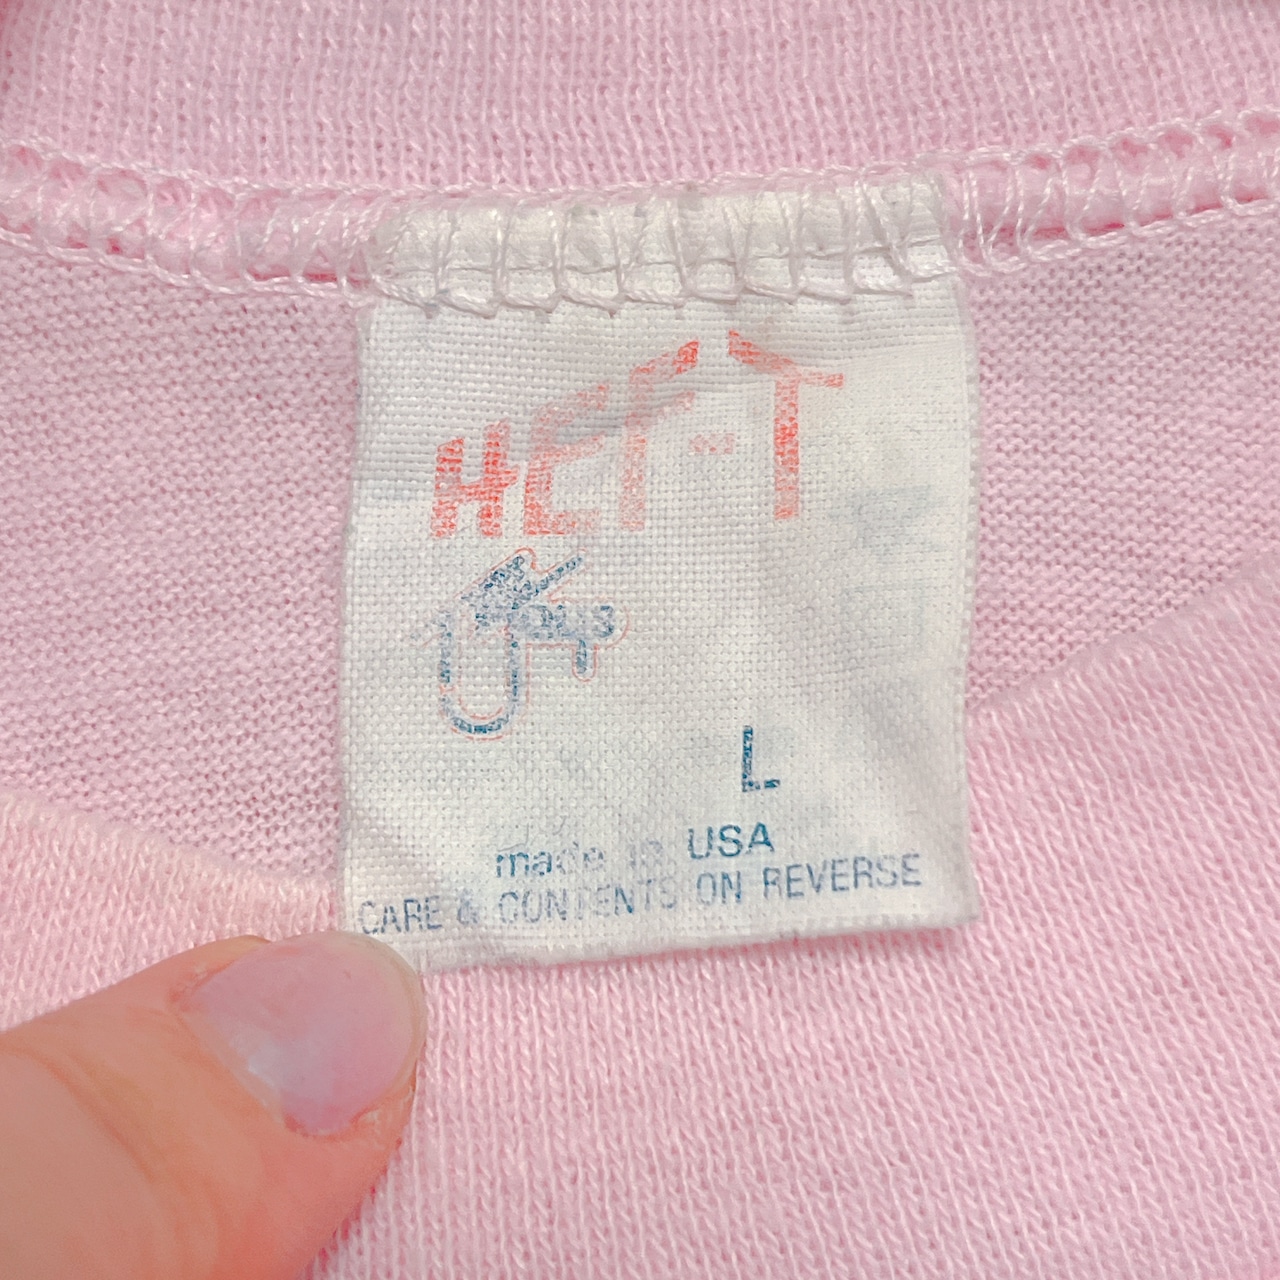 HEF-T
L
made in USA
CARE & CONTENTS ON REVERSE